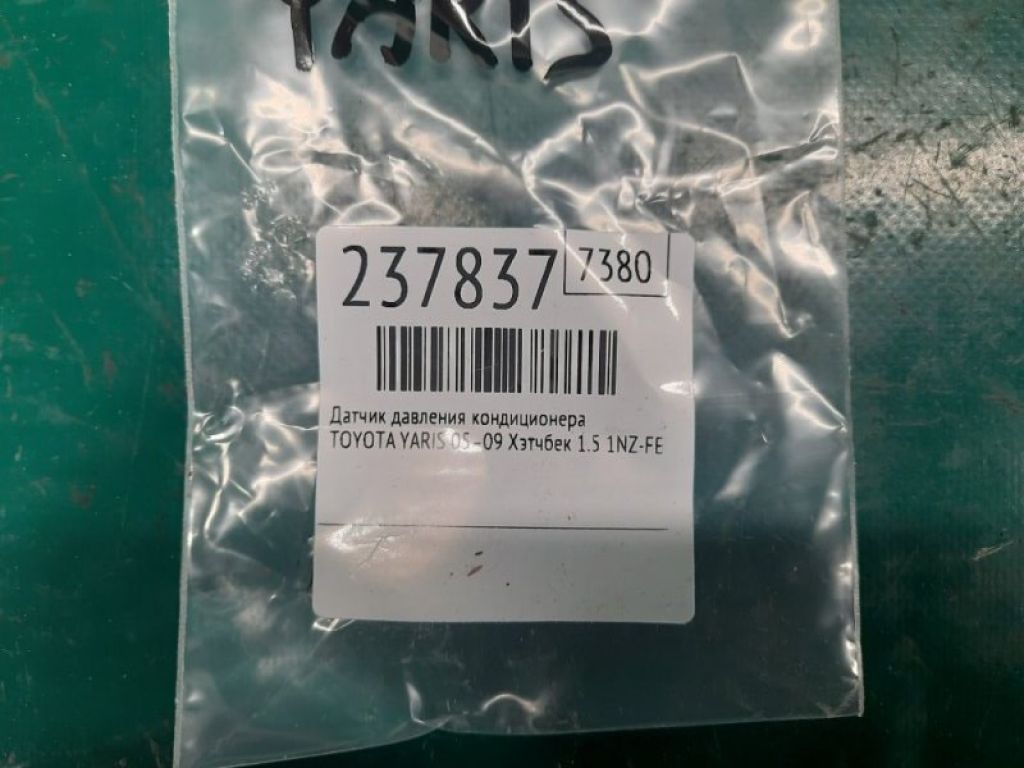 YARIS
237837 7380
Датчик давления кондиционера
TOYOTA YARIS 05 -09 Хэтчбек 1.5 1NZ-FE